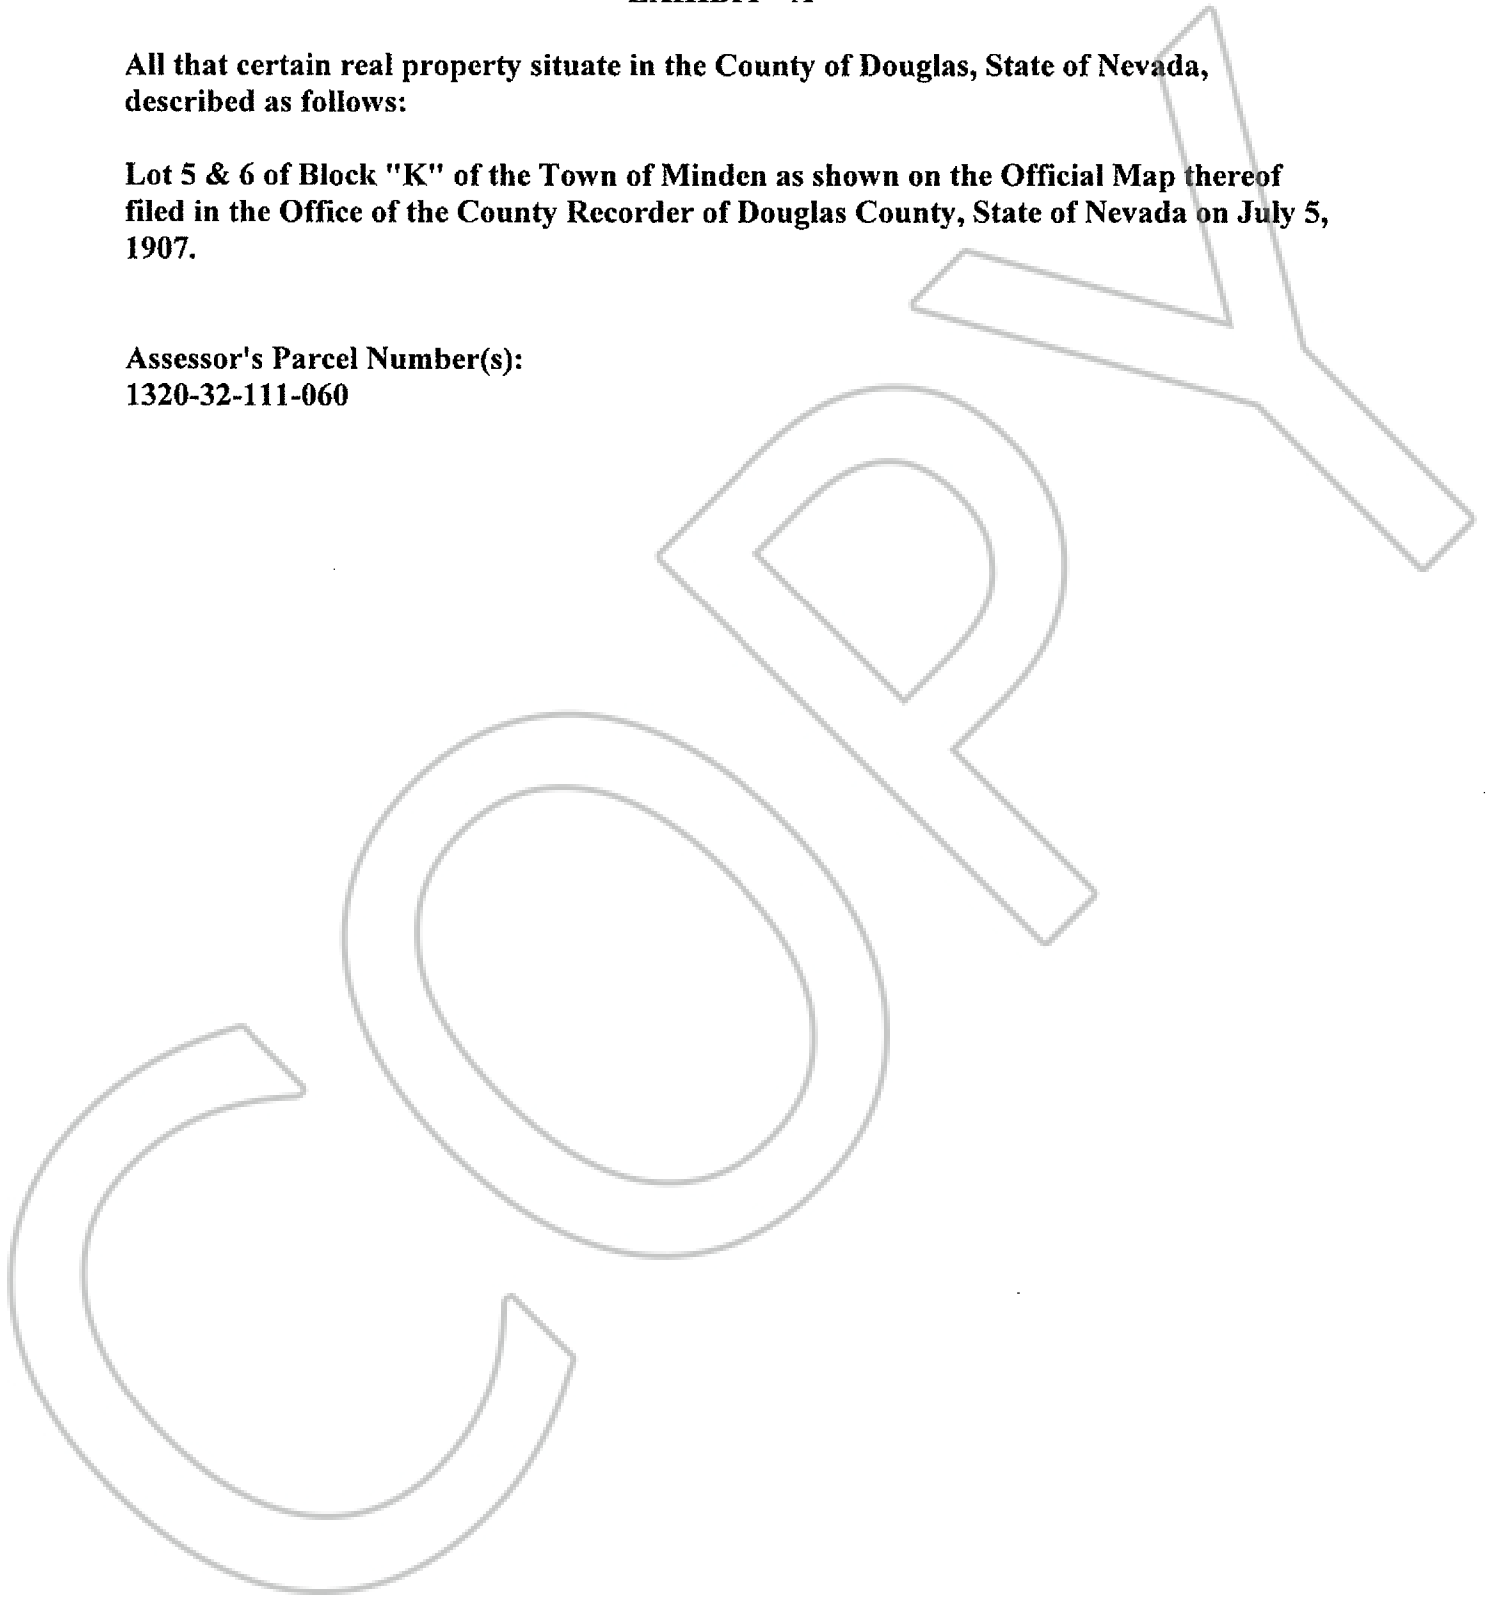 All that certain real property situate in the County of Douglas, State of Nevada,
described as follows:
Lot 5 & 6 of Block "K" of the Town of Minden as shown on the Official Map thereof
filed in the Office of the County Recorder of Douglas County, State of Nevada on July 5,
1907.
Assessor's Parcel Number(s):
1320-32-111-060
COPY